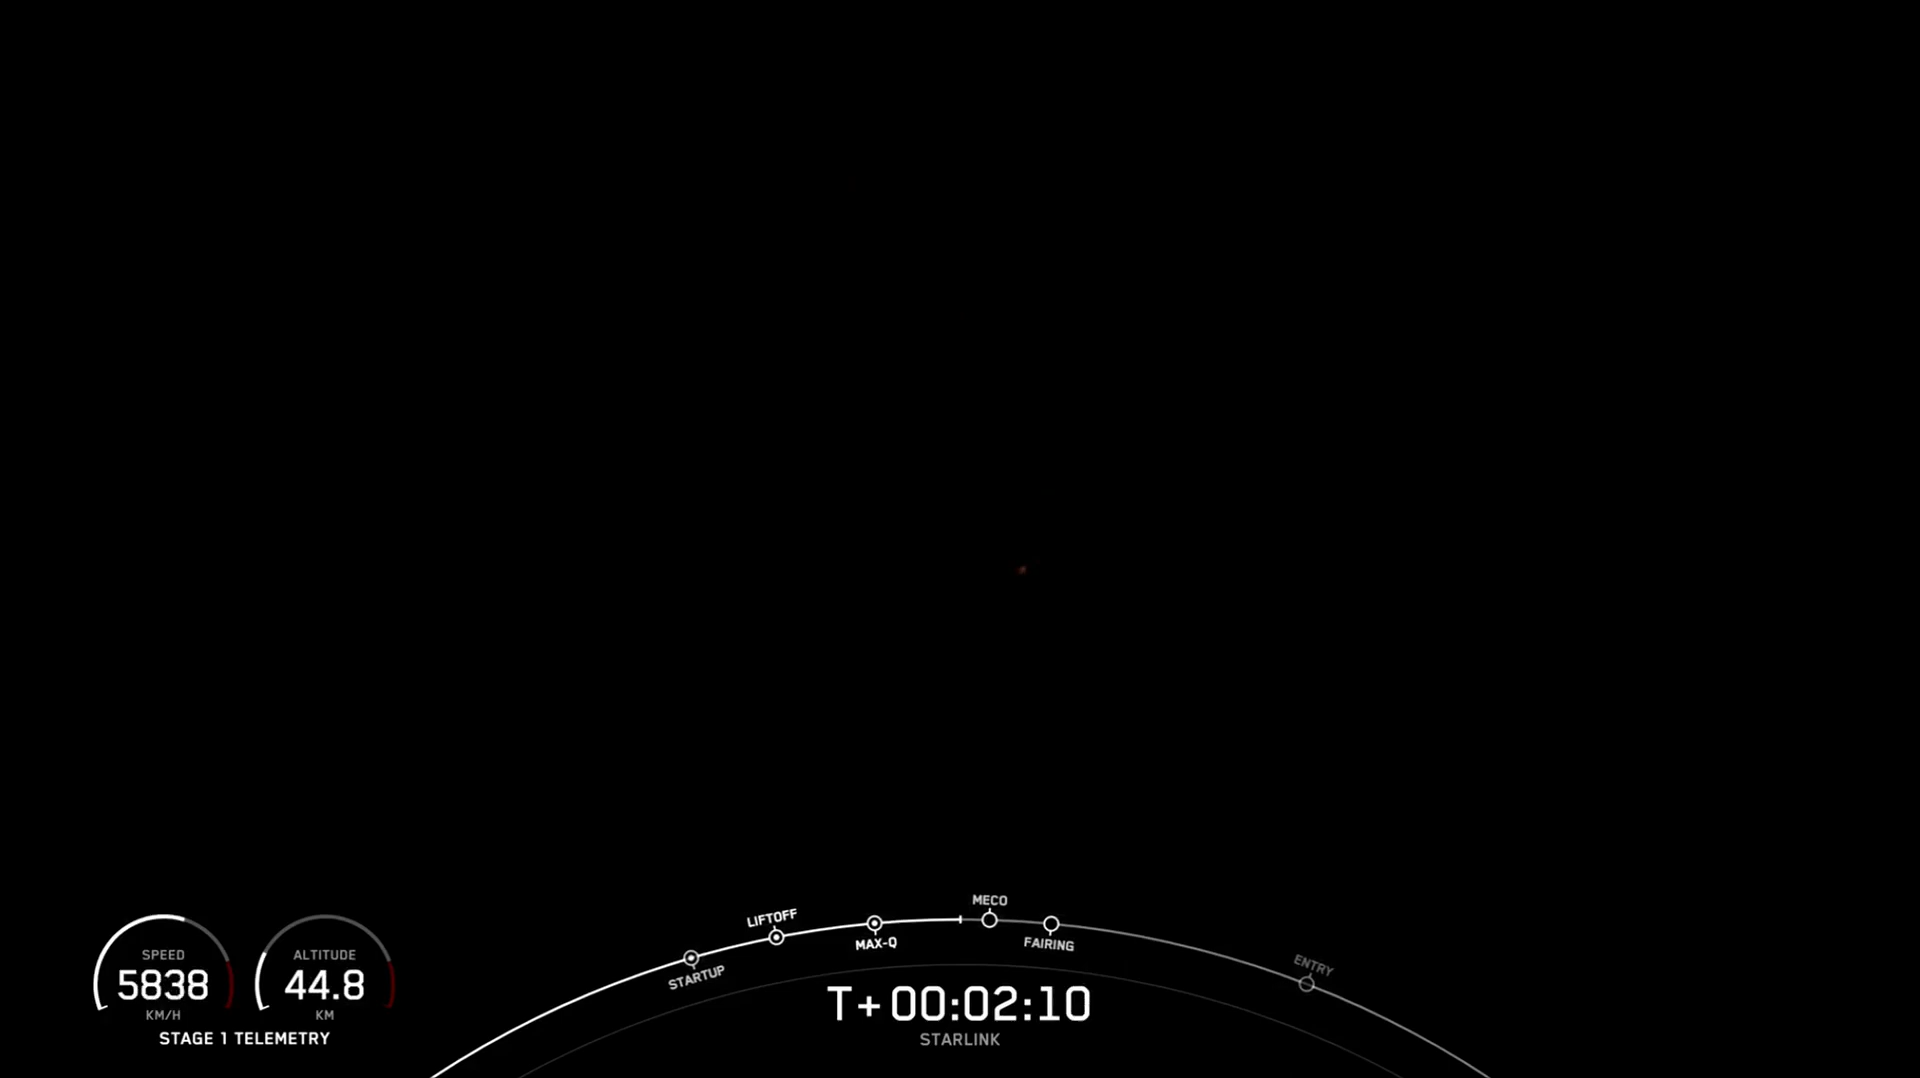 LIFTOFF
MECO
MAX-Q
FAIRING
STARTUP
ENTRY
SPEED
5838
KM/H
ALTITUDE
44.8
KM
STAGE 1 TELEMETRY
T+00:02:10
STARLINK